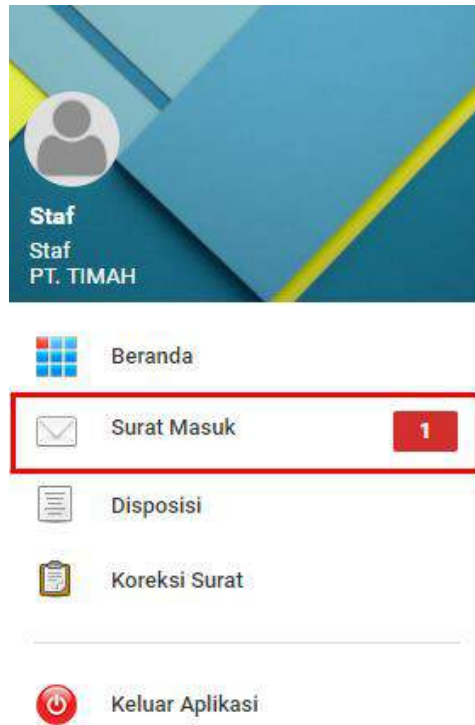 Staf
Staf
PT. TIMAH
Beranda
Surat Masuk 1
Disposisi
Koreksi Surat
Keluar Aplikasi